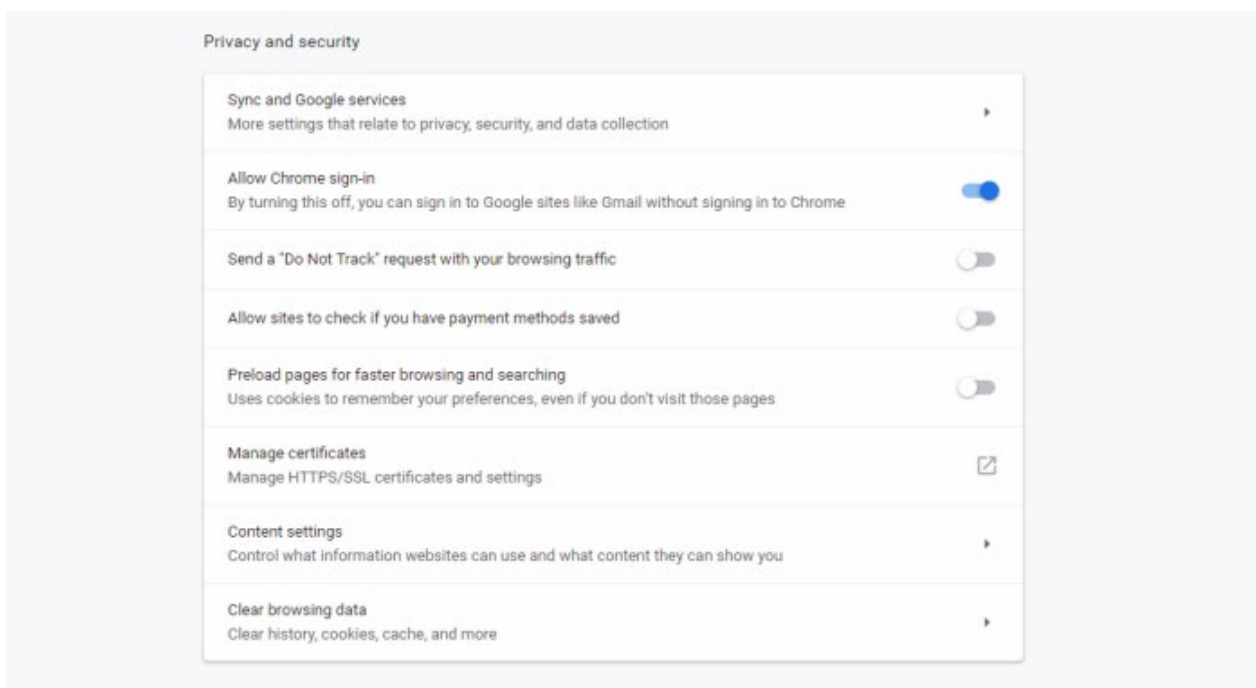 Privacy and security
Sync and Google services
More settings that relate to privacy, security, and data collection
Allow Chrome sign-in
By turning this off, you can sign in to Google sites like Gmail without signing in to Chrome
Send a "Do Not Track" request with your browsing traffic
Allow sites to check if you have payment methods saved
Preload pages for faster browsing and searching
Uses cookies to remember your preferences, even if you don't visit those pages
Manage certificates
Manage HTTPS/SSL certificates and settings
Content settings
Control what information websites can use and what content they can show you
Clear browsing data
Clear history, cookies, cache, and more